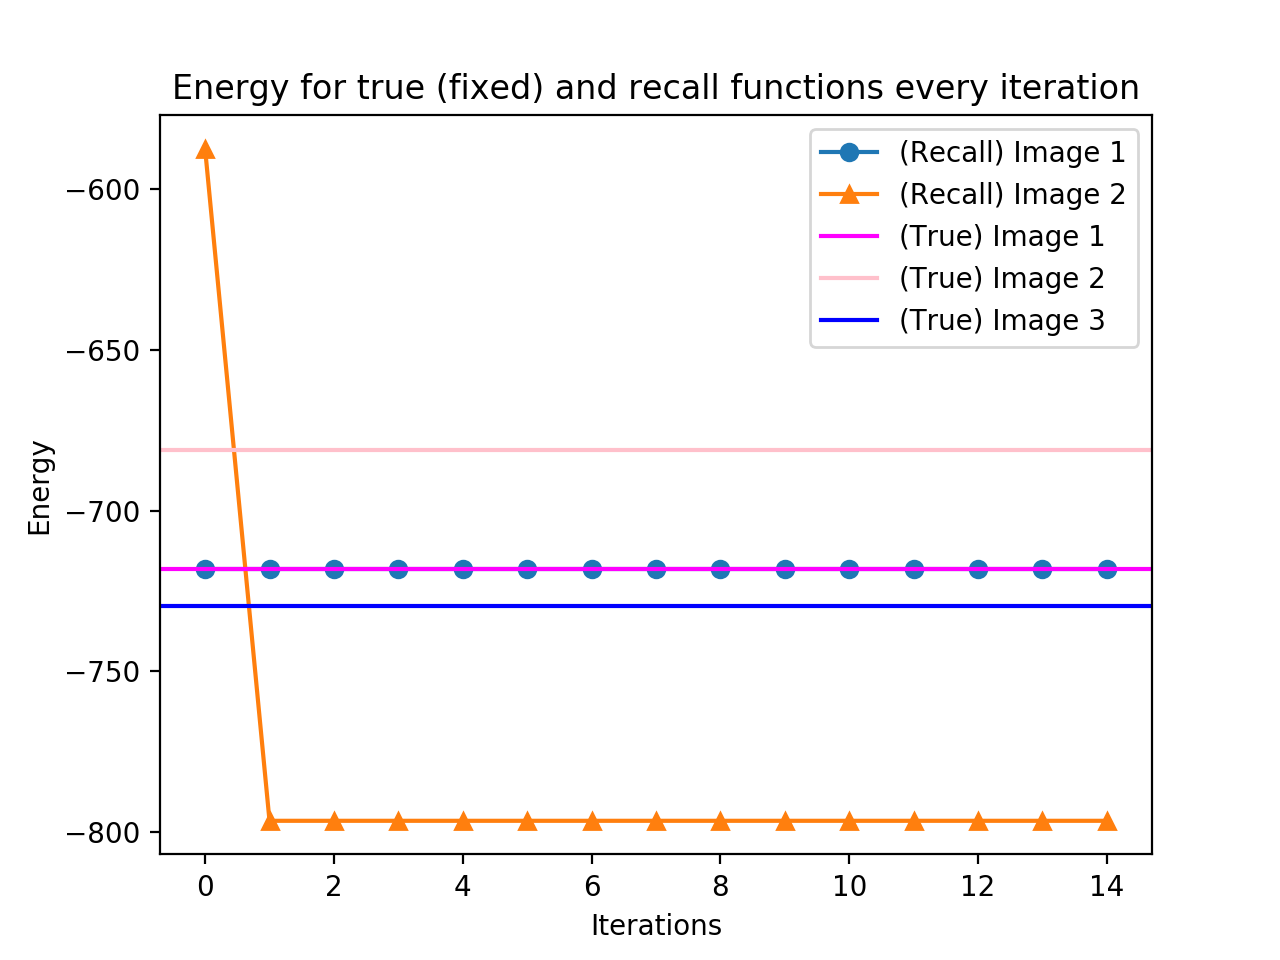 Energy for true (fixed) and recall functions every iteration
(Recall) Image 1
(Recall) Image 2
(True) Image 1
(True) Image 2
(True) Image 3
−600
−650
−700
−750
−800
Energy
0 2 4 6 8 10 12 14
Iterations